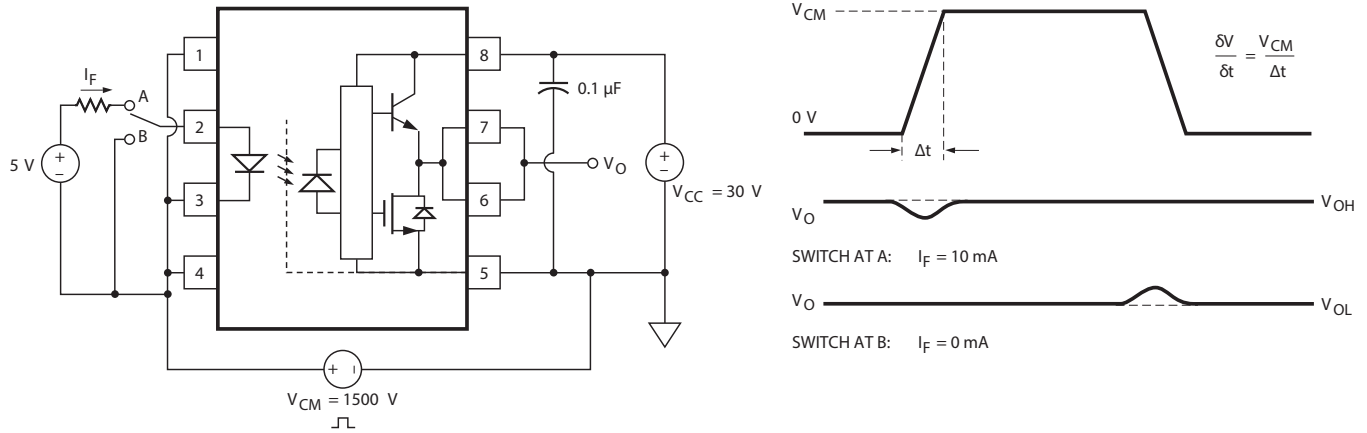 I_F
A
B
5 V
+
−
1
2
3
4
8
7
6
5
0.1 µF
V_O
+
−
V_CC = 30 V
+
−
V_CM = 1500 V
V_CM
0 V
Δt
δV/δt = V_CM/Δt
V_O
V_OH
SWITCH AT A: I_F = 10 mA
V_O
V_OL
SWITCH AT B: I_F = 0 mA